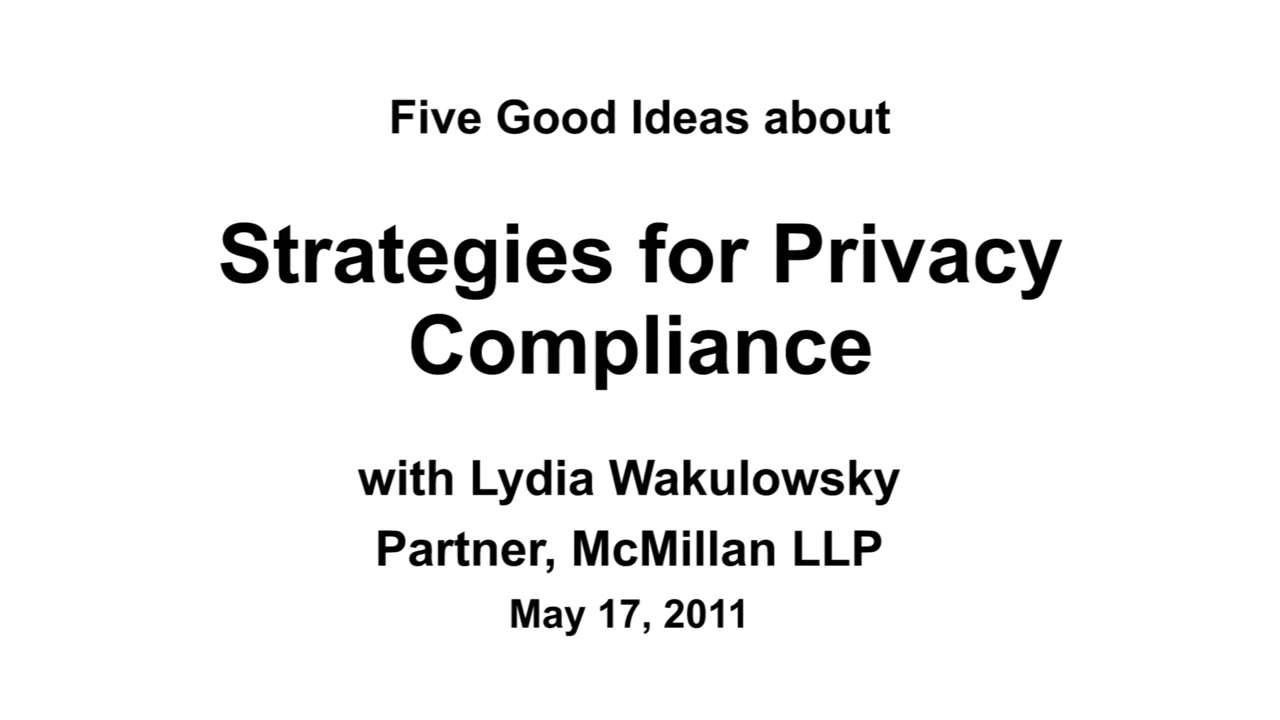 Five Good Ideas about
Strategies for Privacy
Compliance
with Lydia Wakulowsky
Partner, McMillan LLP
May 17, 2011